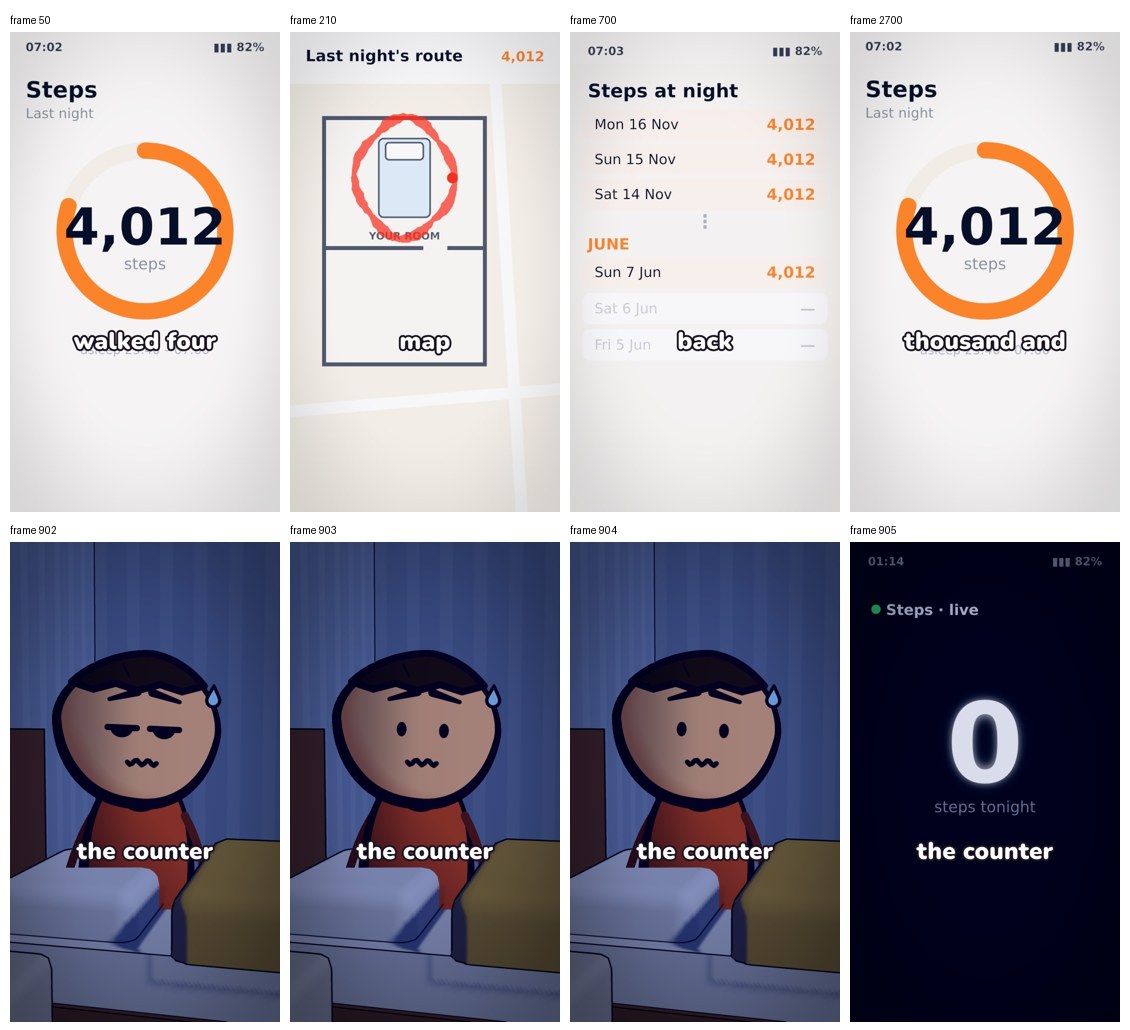 frame 50
07:02
82%
Steps
Last night
4,012
steps
walked four
frame 210
Last night's route
4,012
YOUR ROOM
map
frame 700
07:03
82%
Steps at night
Mon 16 Nov
4,012
Sun 15 Nov
4,012
Sat 14 Nov
4,012
JUNE
Sun 7 Jun
4,012
Sat 6 Jun
—
Fri 5 Jun
—
back
frame 2700
07:02
82%
Steps
Last night
4,012
steps
thousand and
frame 902
the counter
frame 903
the counter
frame 904
the counter
frame 905
01:14
82%
Steps · live
0
steps tonight
the counter